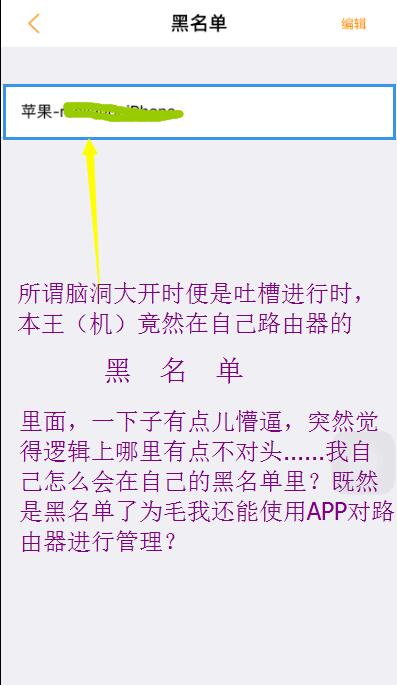 黑名单
编辑
苹果-
所谓脑洞大开时便是吐槽进行时，
本王（机）竟然在自己路由器的
黑 名 单
里面，一下子有点儿懵逼，突然觉
得逻辑上哪里有点不对头......我自
己怎么会在自己的黑名单里？既然
是黑名单了为毛我还能使用APP对路
由器进行管理？